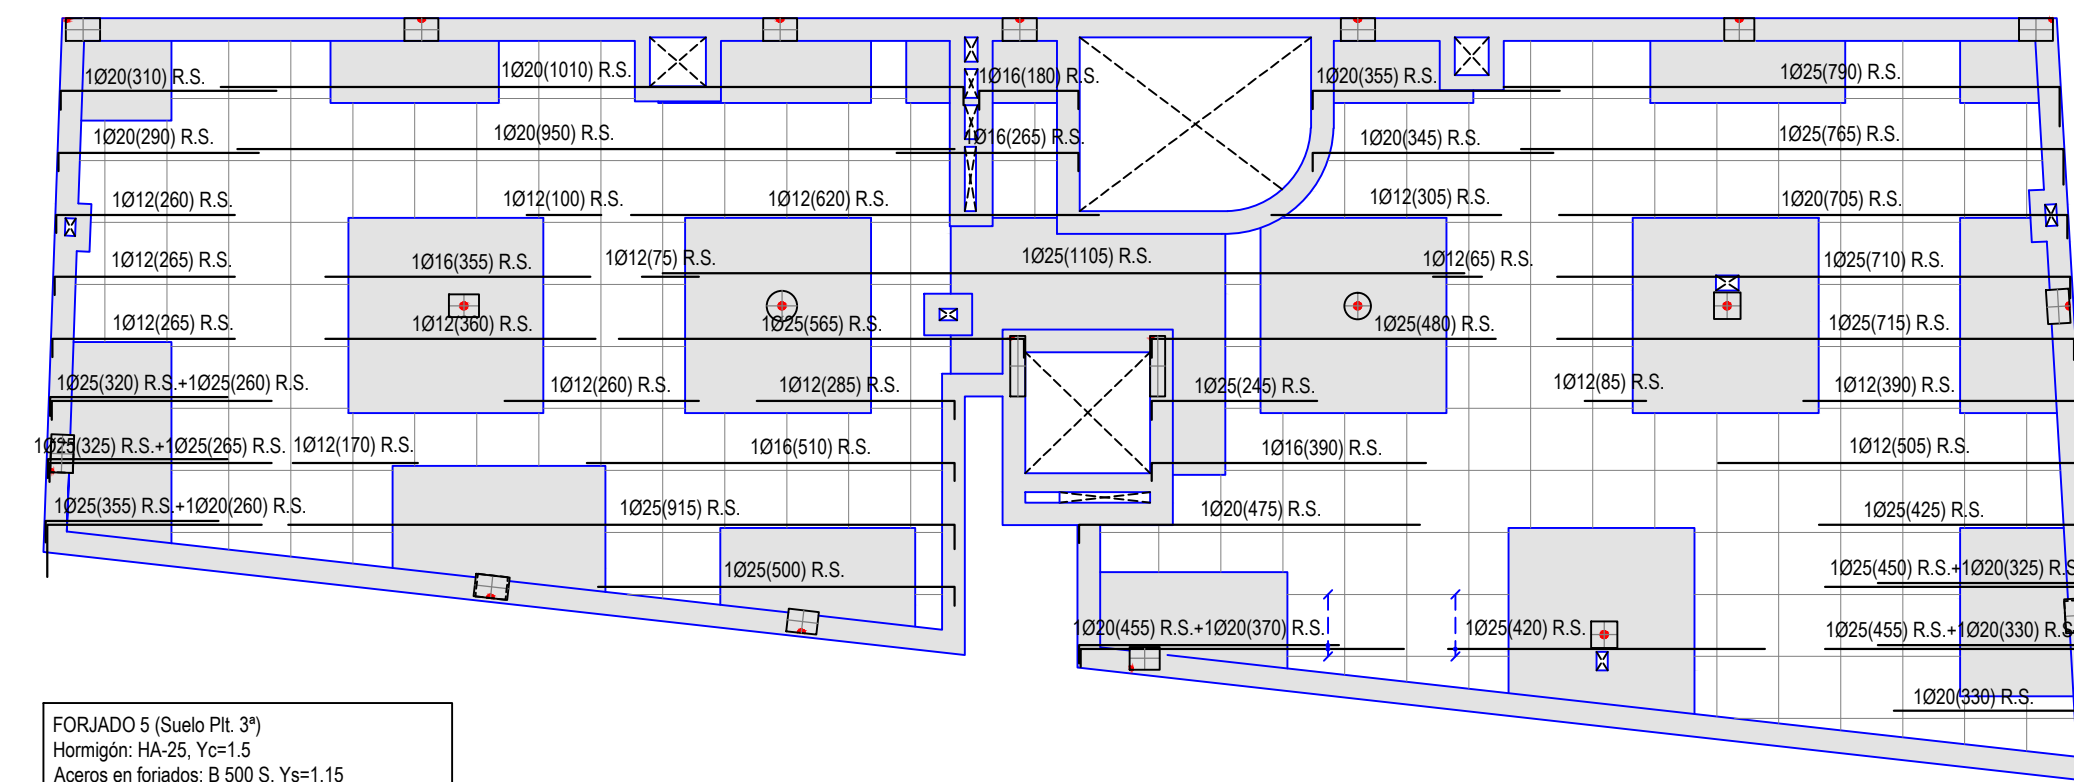 1Ø20(310) R.S.
1Ø20(1010) R.S.
1Ø16(180) R.S.
1Ø20(355) R.S.
1Ø25(790) R.S.
1Ø20(290) R.S.
1Ø20(950) R.S.
1Ø16(265) R.S.
1Ø20(345) R.S.
1Ø25(765) R.S.
1Ø12(260) R.S.
1Ø12(100) R.S.
1Ø12(620) R.S.
1Ø12(305) R.S.
1Ø20(705) R.S.
1Ø12(265) R.S.
1Ø16(355) R.S.
1Ø12(75) R.S.
1Ø25(1105) R.S.
1Ø12(65) R.S.
1Ø25(710) R.S.
1Ø12(265) R.S.
1Ø12(360) R.S.
1Ø25(565) R.S.
1Ø25(480) R.S.
1Ø25(715) R.S.
1Ø25(320) R.S.+1Ø25(260) R.S.
1Ø12(260) R.S.
1Ø12(285) R.S.
1Ø25(245) R.S.
1Ø12(85) R.S.
1Ø12(390) R.S.
1Ø25(325) R.S.+1Ø25(265) R.S.
1Ø12(170) R.S.
1Ø16(510) R.S.
1Ø16(390) R.S.
1Ø12(505) R.S.
1Ø25(355) R.S.+1Ø20(260) R.S.
1Ø25(915) R.S.
1Ø20(475) R.S.
1Ø25(425) R.S.
1Ø25(500) R.S.
1Ø25(450) R.S.+1Ø20(325) R.S
1Ø20(455) R.S.+1Ø20(370) R.S.
1Ø25(420) R.S.
1Ø25(455) R.S.+1Ø20(330) R.S
1Ø20(330) R.S.
FORJADO 5 (Suelo Plt. 3ª)
Hormigón: HA-25, Yc=1.5
Aceros en forjados: B 500 S, Ys=1.15